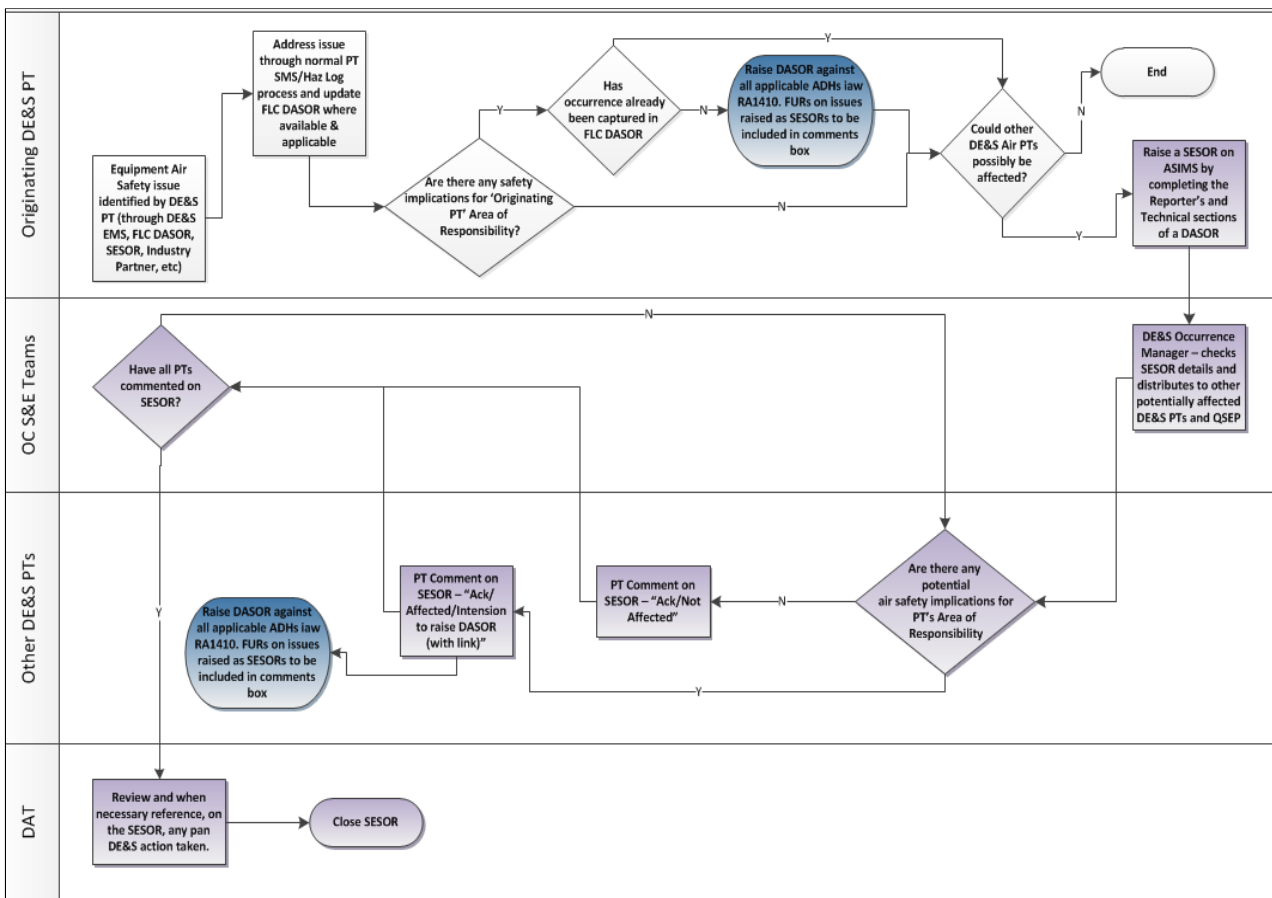 Originating DE&S PT
Equipment Air
Safety issue
identified by DE&S
PT (through DE&S
EMS, FLC DASOR,
SESOR, Industry
Partner, etc)
Address issue
through normal PT
SMS/Haz Log
process and update
FLC DASOR where
available &
applicable
Are there any safety
implications for ‘Originating
PT’ Area of
Responsibility?
Y
N
Has
occurrence already
been captured in
FLC DASOR
Y
N
Raise DASOR against
all applicable ADHs iaw
RA1410. FURs on issues
raised as SESORs to be
included in comments
box
Could other
DE&S Air PTs
possibly be
affected?
N
Y
End
Raise a SESOR on
ASIMS by
completing the
Reporter’s and
Technical sections
of a DASOR
OC S&E Teams
Have all PTs
commented on
SESOR?
N
Y
DE&S Occurrence
Manager – checks
SESOR details and
distributes to other
potentially affected
DE&S PTs and QSEP
Other DE&S PTs
Raise DASOR against
all applicable ADHs iaw
RA1410. FURs on issues
raised as SESORs to be
included in comments
box
PT Comment on
SESOR – “Ack/
Affected/Intension
to raise DASOR
(with link)”
PT Comment on
SESOR – “Ack/Not
Affected”
N
Y
Are there any
potential
air safety implications for
PT’s Area of
Responsibility
DAT
Review and when
necessary reference, on
the SESOR, any pan
DE&S action taken.
Close SESOR